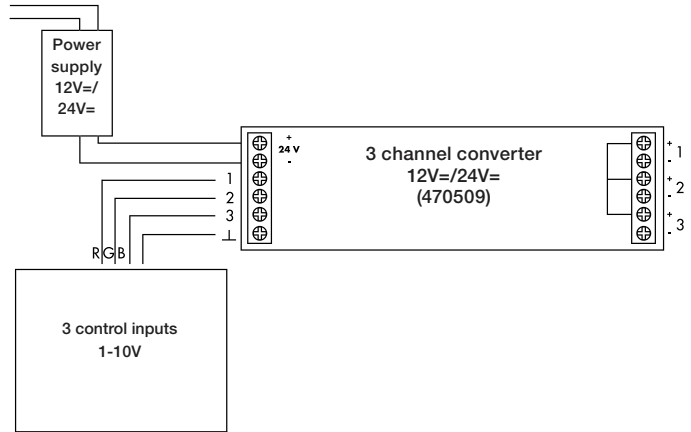 Power
supply
12V=/
24V=
+
24 V
-
3 channel converter
12V=/24V=
(470509)
+
1
-
+
2
-
+
3
-
1
2
3
⊥
R G B
3 control inputs
1-10V